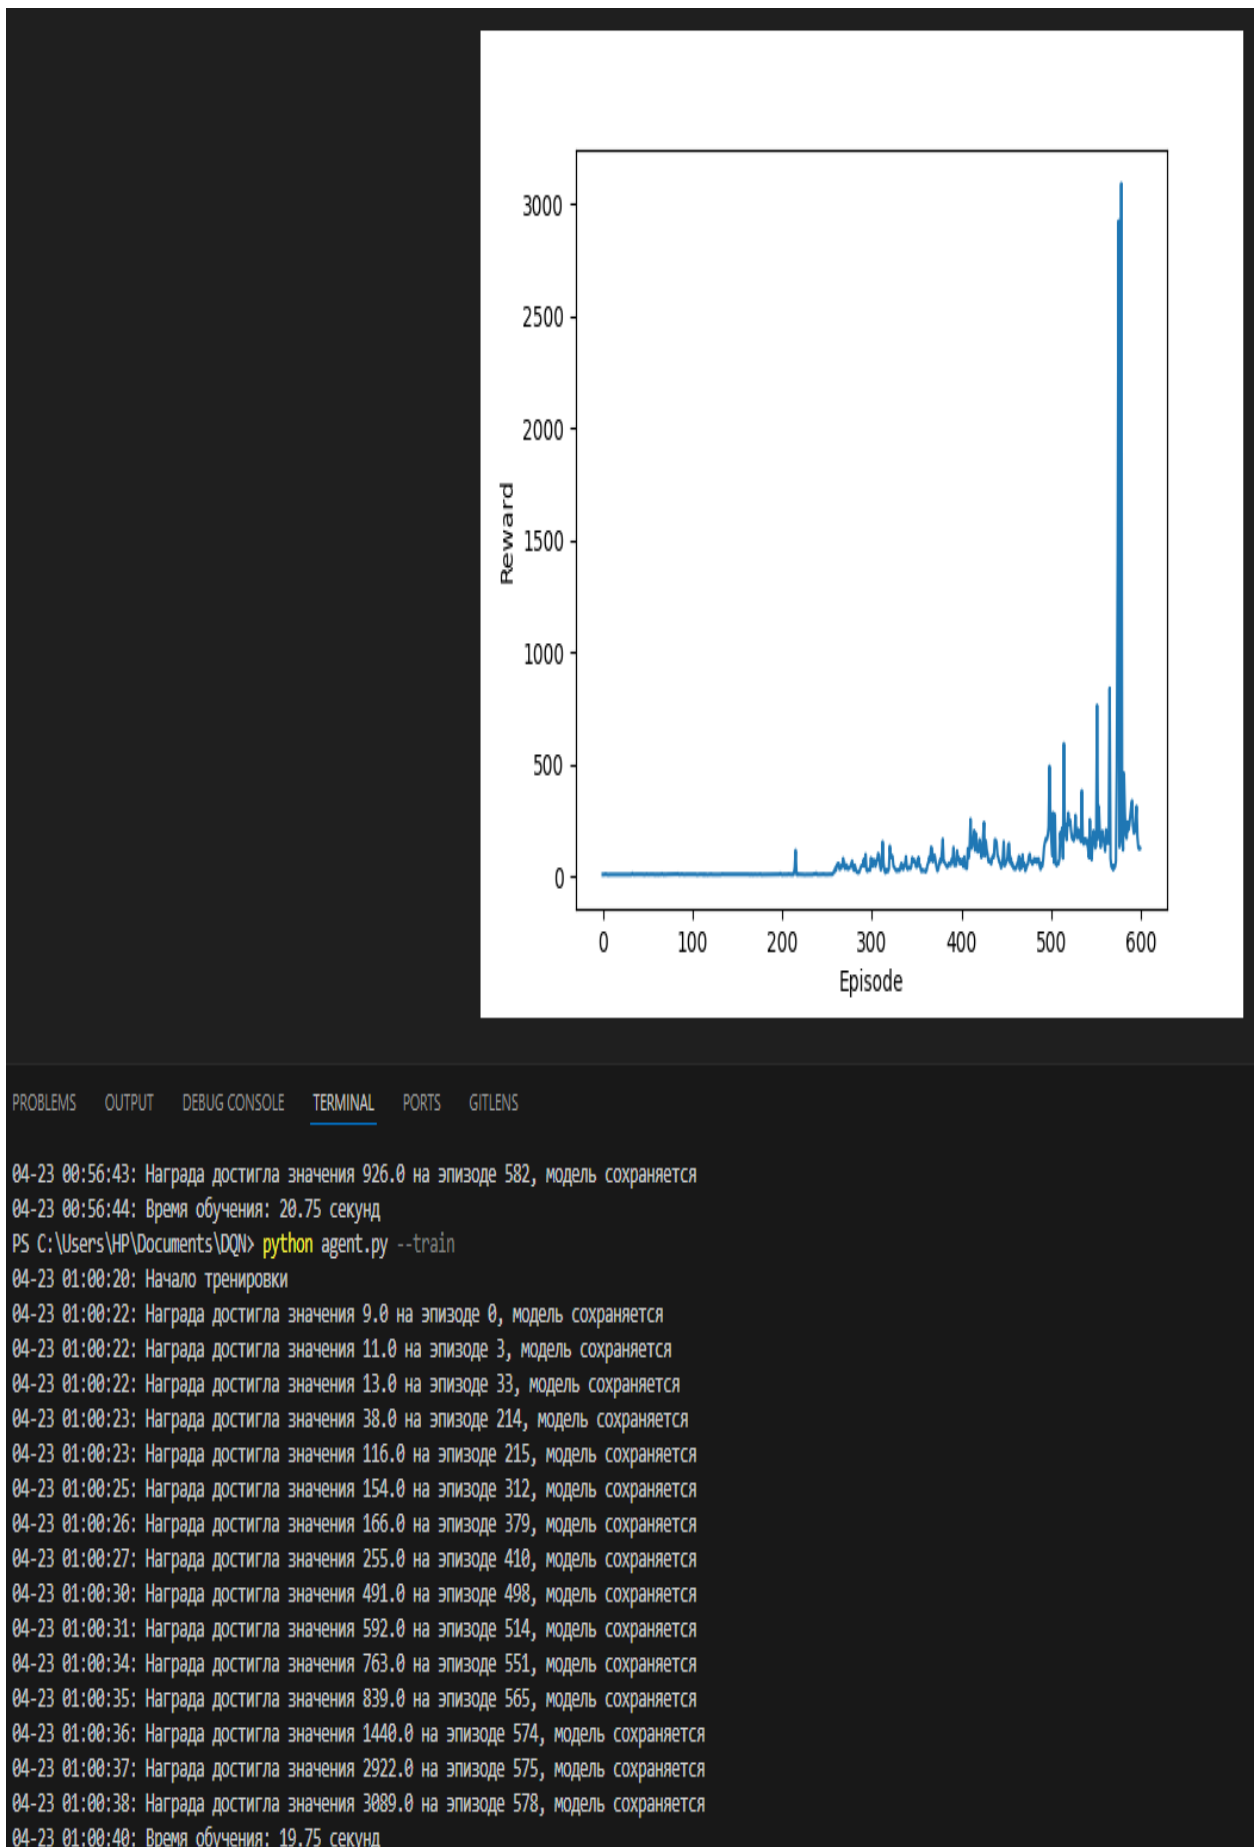 3000
2500
2000
1500
1000
500
0
Reward
0 100 200 300 400 500 600
Episode
PROBLEMS OUTPUT DEBUG CONSOLE TERMINAL PORTS GITLENS
04-23 00:56:43: Награда достигла значения 926.0 на эпизоде 582, модель сохраняется
04-23 00:56:44: Время обучения: 20.75 секунд
PS C:\Users\HP\Documents\DQN> python agent.py --train
04-23 01:00:20: Начало тренировки
04-23 01:00:22: Награда достигла значения 9.0 на эпизоде 0, модель сохраняется
04-23 01:00:22: Награда достигла значения 11.0 на эпизоде 3, модель сохраняется
04-23 01:00:22: Награда достигла значения 13.0 на эпизоде 33, модель сохраняется
04-23 01:00:23: Награда достигла значения 38.0 на эпизоде 214, модель сохраняется
04-23 01:00:23: Награда достигла значения 116.0 на эпизоде 215, модель сохраняется
04-23 01:00:25: Награда достигла значения 154.0 на эпизоде 312, модель сохраняется
04-23 01:00:26: Награда достигла значения 166.0 на эпизоде 379, модель сохраняется
04-23 01:00:27: Награда достигла значения 255.0 на эпизоде 410, модель сохраняется
04-23 01:00:30: Награда достигла значения 491.0 на эпизоде 498, модель сохраняется
04-23 01:00:31: Награда достигла значения 592.0 на эпизоде 514, модель сохраняется
04-23 01:00:34: Награда достигла значения 763.0 на эпизоде 551, модель сохраняется
04-23 01:00:35: Награда достигла значения 839.0 на эпизоде 565, модель сохраняется
04-23 01:00:36: Награда достигла значения 1440.0 на эпизоде 574, модель сохраняется
04-23 01:00:37: Награда достигла значения 2922.0 на эпизоде 575, модель сохраняется
04-23 01:00:38: Награда достигла значения 3089.0 на эпизоде 578, модель сохраняется
04-23 01:00:40: Время обучения: 19.75 секунд